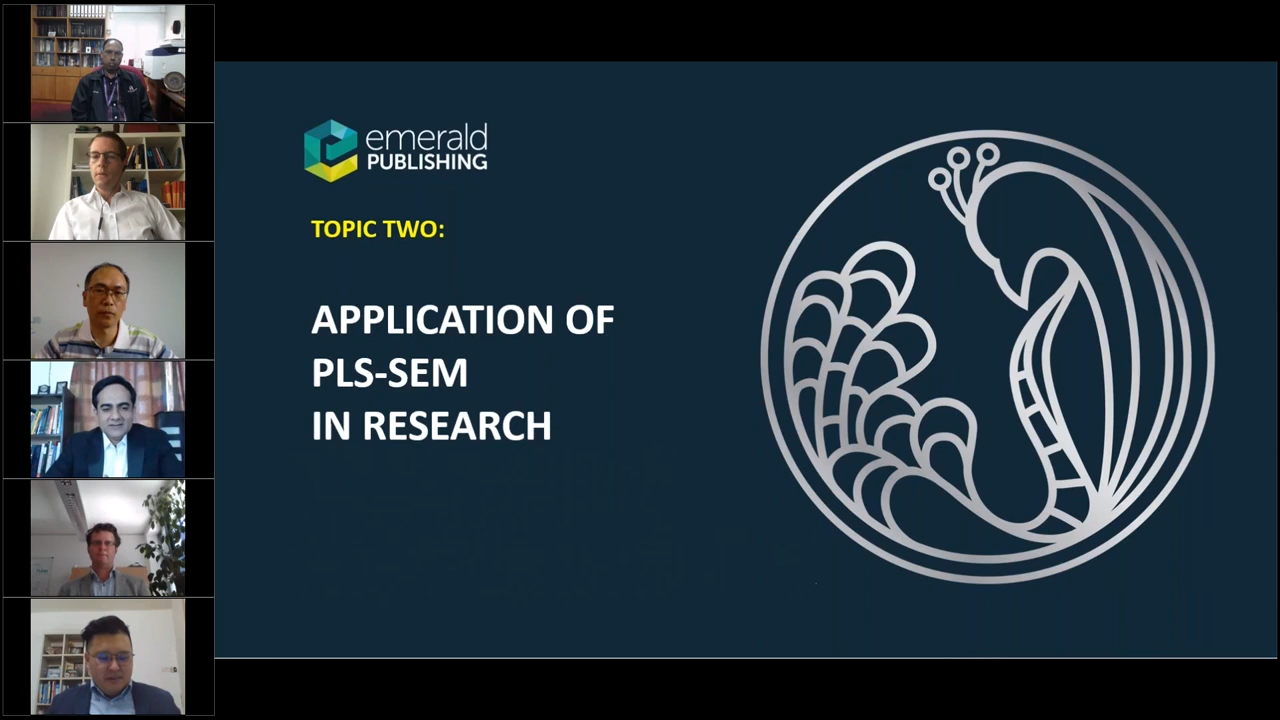 emerald
PUBLISHING
TOPIC TWO:
APPLICATION OF
PLS-SEM
IN RESEARCH